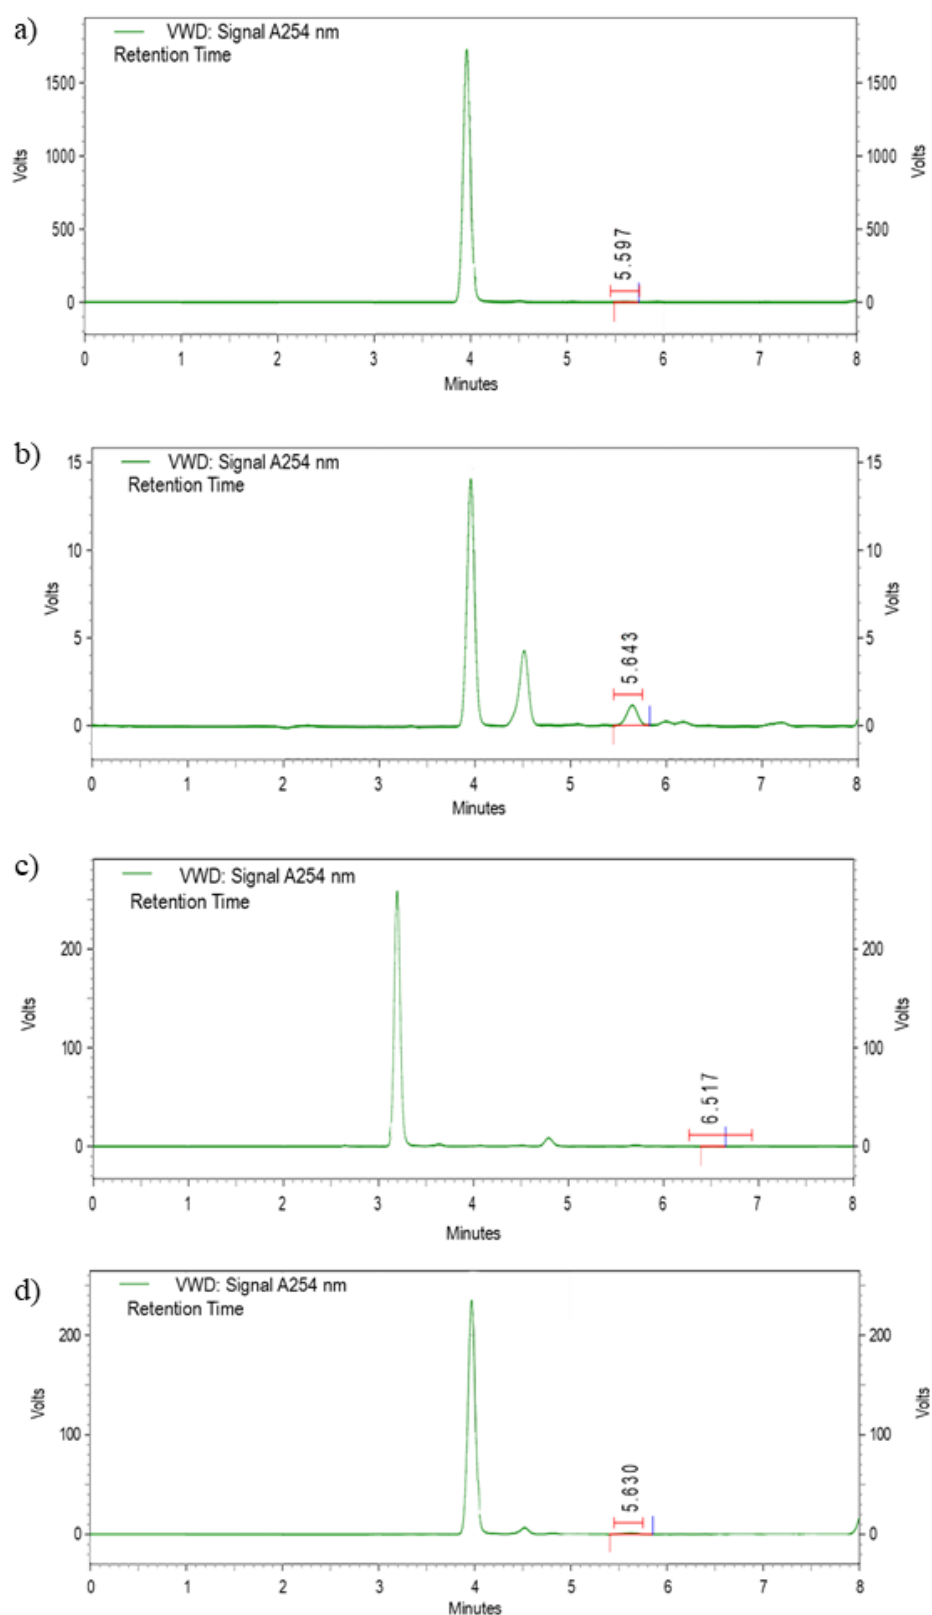 a)
VWD: Signal A254 nm
Retention Time
1500
1000
500
0
Volts
5.597
1500
1000
500
0
Volts
0 1 2 3 4 5 6 7 8
Minutes
b)
VWD: Signal A254 nm
Retention Time
15
10
5
0
Volts
5.643
15
10
5
0
Volts
0 1 2 3 4 5 6 7 8
Minutes
c)
VWD: Signal A254 nm
Retention Time
200
100
0
Volts
6.517
200
100
0
Volts
0 1 2 3 4 5 6 7 8
Minutes
d)
VWD: Signal A254 nm
Retention Time
200
100
0
Volts
5.630
200
100
0
Volts
0 1 2 3 4 5 6 7 8
Minutes